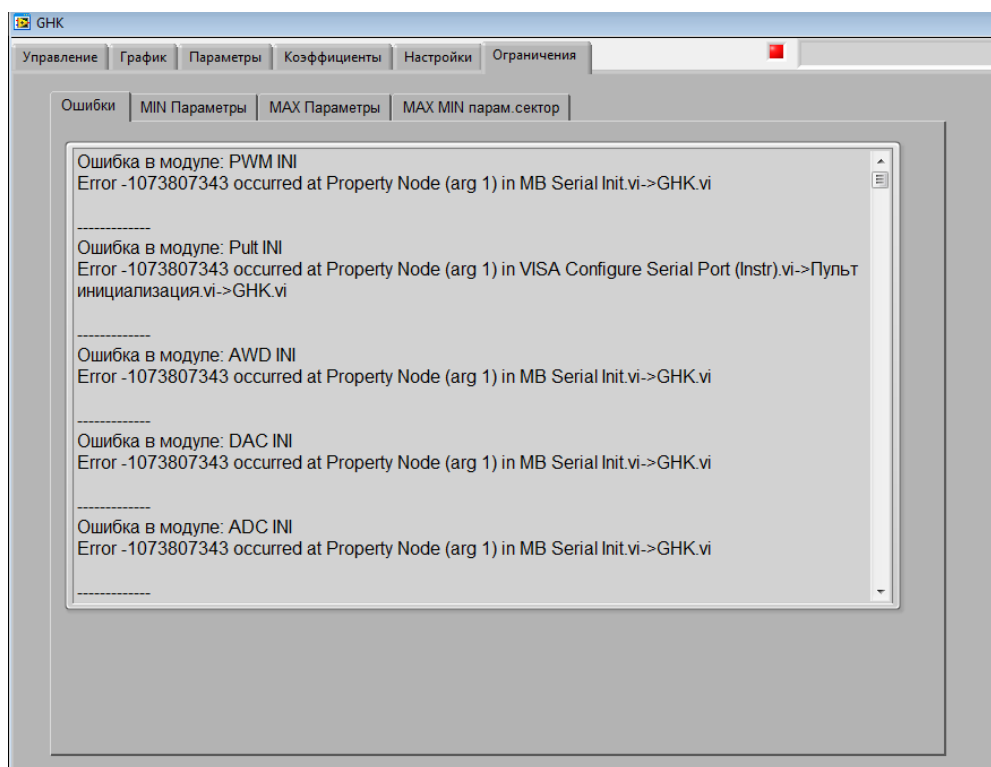 GHK
Управление График Параметры Коэффициенты Настройки Ограничения
Ошибки MIN Параметры MAX Параметры MAX MIN парам.сектор
Ошибка в модуле: PWM INI
Error -1073807343 occurred at Property Node (arg 1) in MB Serial Init.vi->GHK.vi
-------------
Ошибка в модуле: Pult INI
Error -1073807343 occurred at Property Node (arg 1) in VISA Configure Serial Port (Instr).vi->Пульт
инициализация.vi->GHK.vi
-------------
Ошибка в модуле: AWD INI
Error -1073807343 occurred at Property Node (arg 1) in MB Serial Init.vi->GHK.vi
-------------
Ошибка в модуле: DAC INI
Error -1073807343 occurred at Property Node (arg 1) in MB Serial Init.vi->GHK.vi
-------------
Ошибка в модуле: ADC INI
Error -1073807343 occurred at Property Node (arg 1) in MB Serial Init.vi->GHK.vi
-------------